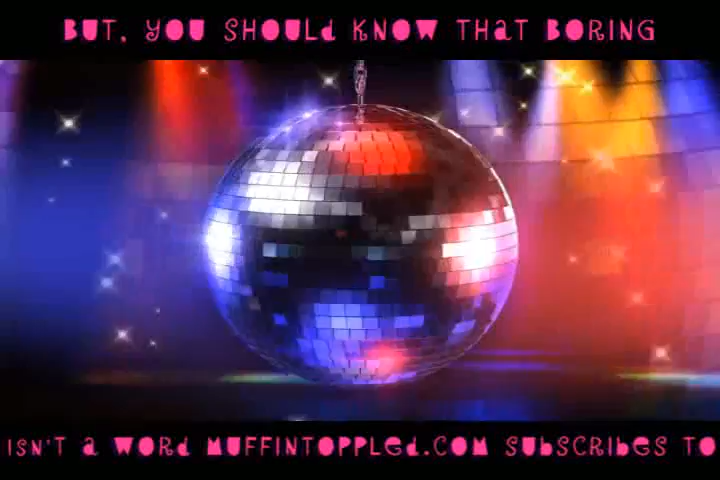 BUT, YOU SHOULD KNOW THAT BORING
ISN'T A WORD MUFFINTOPPLED.COM SUBSCRIBES TO